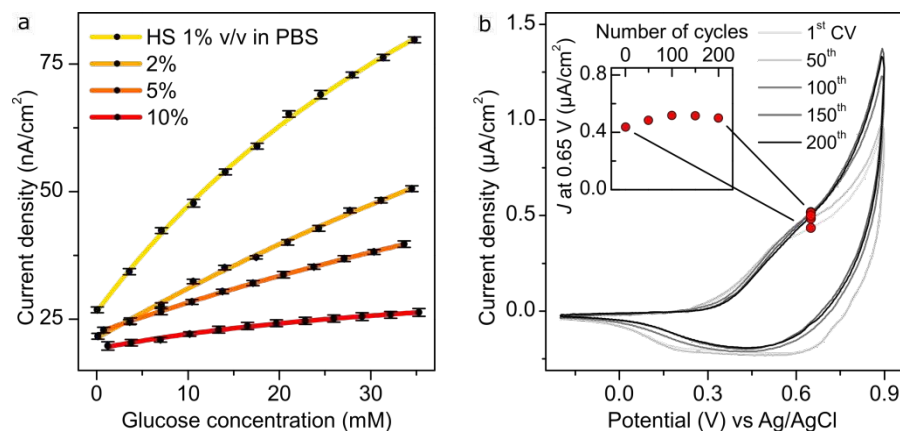 a
HS 1% v/v in PBS
2%
5%
10%
75
50
25
Current density (nA/cm²)
0
10
20
30
Glucose concentration (mM)
b
Number of cycles
0 100 200
0.8
0.4
0.0
J at 0.65 V (µA/cm²)
1st CV
50th
100th
150th
200th
1.5
1.0
0.5
0.0
Current density (µA/cm²)
0.0
0.3
0.6
0.9
Potential (V) vs Ag/AgCl